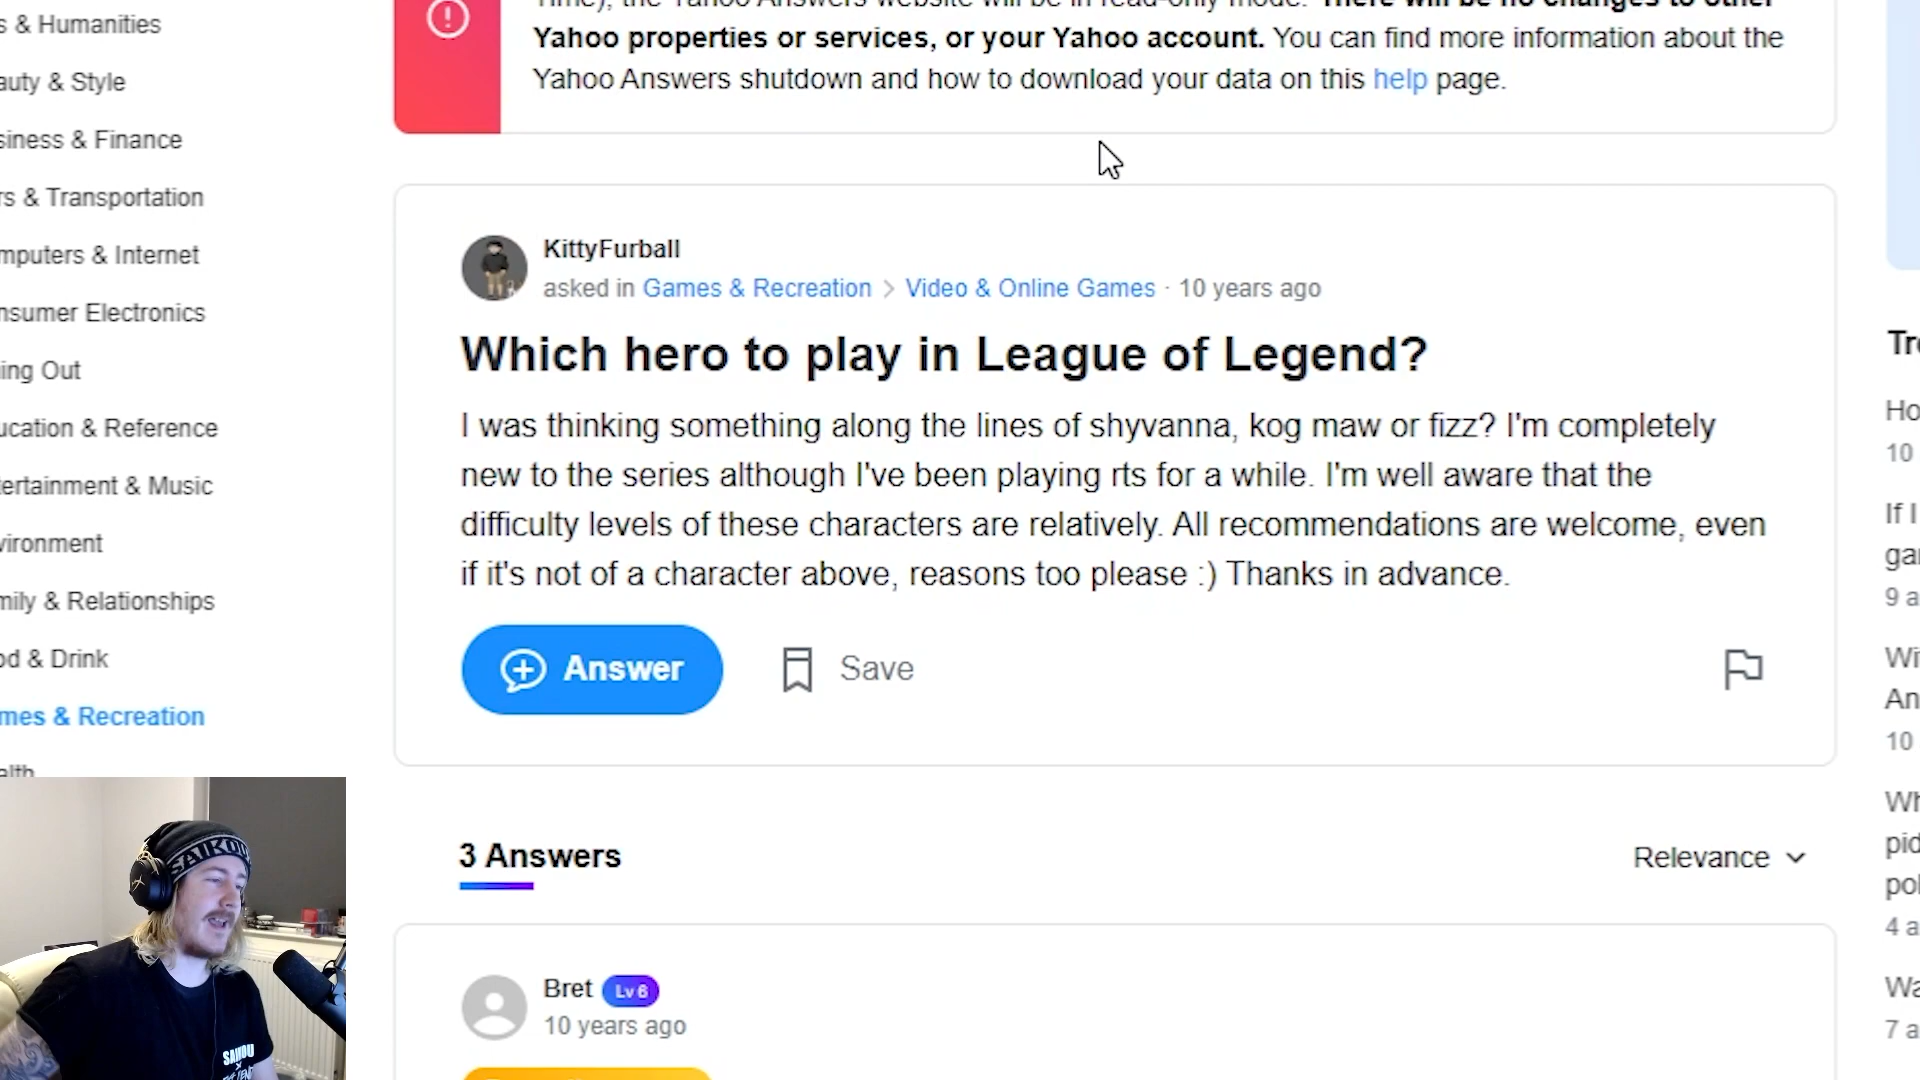 Yahoo properties or services, or your Yahoo account. You can find more information about the
Yahoo Answers shutdown and how to download your data on this help page.
s & Humanities
auty & Style
siness & Finance
rs & Transportation
mputers & Internet
nsumer Electronics
ing Out
ucation & Reference
tertainment & Music
vironment
mily & Relationships
od & Drink
mes & Recreation
KittyFurball
asked in Games & Recreation > Video & Online Games · 10 years ago
Which hero to play in League of Legend?
I was thinking something along the lines of shyvanna, kog maw or fizz? I'm completely
new to the series although I've been playing rts for a while. I'm well aware that the
difficulty levels of these characters are relatively. All recommendations are welcome, even
if it's not of a character above, reasons too please :) Thanks in advance.
Answer
Save
3 Answers
Relevance
Bret Lv 6
10 years ago
Tre
Ho
10
If I
gar
9 a
Wi
An
10
Wh
pid
pol
4 a
Wa
7 a
SAIKOU